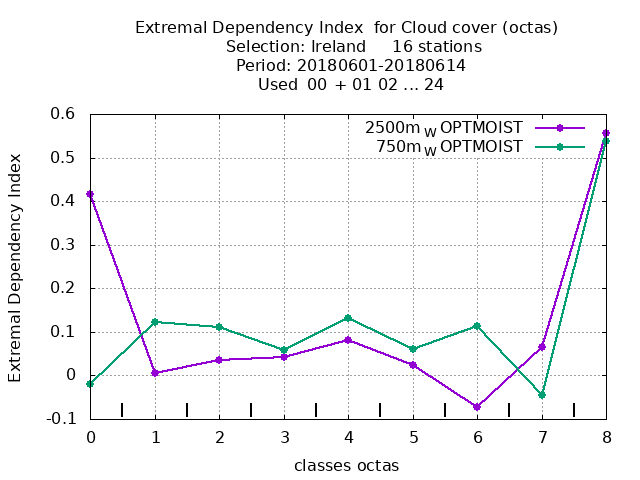 Extremal Dependency Index  for Cloud cover (octas)
Selection: Ireland     16 stations
Period: 20180601-20180614
Used  00 + 01 02 ... 24
2500m W OPTMOIST
750m W OPTMOIST
Extremal Dependency Index
0.6
0.5
0.4
0.3
0.2
0.1
0
-0.1
0 1 2 3 4 5 6 7 8
classes octas